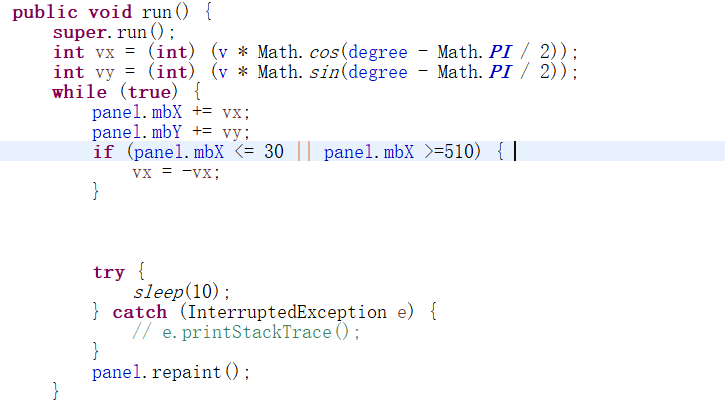 public void run() {
super.run();
int vx = (int) (v * Math.cos(degree - Math.PI / 2));
int vy = (int) (v * Math.sin(degree - Math.PI / 2));
while (true) {
panel.mbX += vx;
panel.mbY += vy;
if (panel.mbX <= 30 || panel.mbX >=510) {
vx = -vx;
}
try {
sleep(10);
} catch (InterruptedException e) {
// e.printStackTrace();
}
panel.repaint();
}